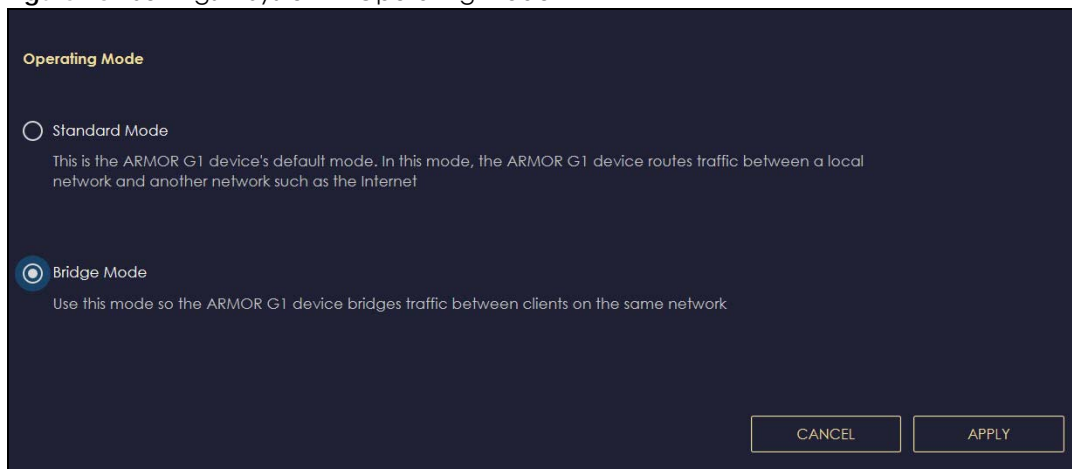 Operating Mode
Standard Mode
This is the ARMOR G1 device's default mode. In this mode, the ARMOR G1 device routes traffic between a local
network and another network such as the Internet
Bridge Mode
Use this mode so the ARMOR G1 device bridges traffic between clients on the same network
CANCEL APPLY